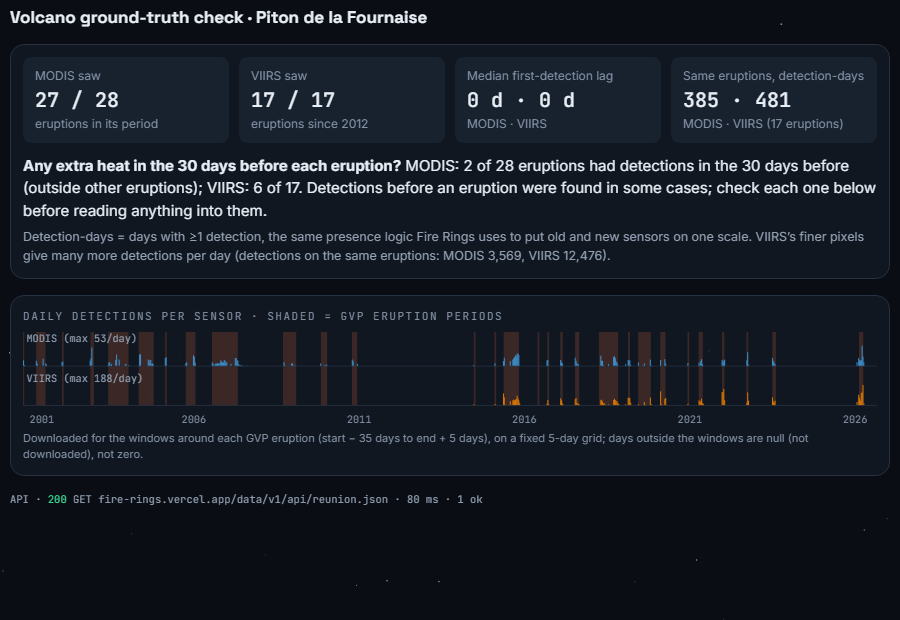 Volcano ground-truth check · Piton de la Fournaise
MODIS saw
27 / 28
eruptions in its period
VIIRS saw
17 / 17
eruptions since 2012
Median first-detection lag
0 d · 0 d
MODIS · VIIRS
Same eruptions, detection-days
385 · 481
MODIS · VIIRS (17 eruptions)
Any extra heat in the 30 days before each eruption? MODIS: 2 of 28 eruptions had detections in the 30 days before
(outside other eruptions); VIIRS: 6 of 17. Detections before an eruption were found in some cases; check each one below
before reading anything into them.
Detection-days = days with ≥1 detection, the same presence logic Fire Rings uses to put old and new sensors on one scale. VIIRS's finer pixels
give many more detections per day (detections on the same eruptions: MODIS 3,569, VIIRS 12,476).
DAILY DETECTIONS PER SENSOR · SHADED = GVP ERUPTION PERIODS
MODIS (max 53/day)
VIIRS (max 188/day)
2001 2006 2011 2016 2021 2026
Downloaded for the windows around each GVP eruption (start − 35 days to end + 5 days), on a fixed 5-day grid; days outside the windows are null (not
downloaded), not zero.
API · 200 GET fire-rings.vercel.app/data/v1/api/reunion.json · 80 ms · 1 ok